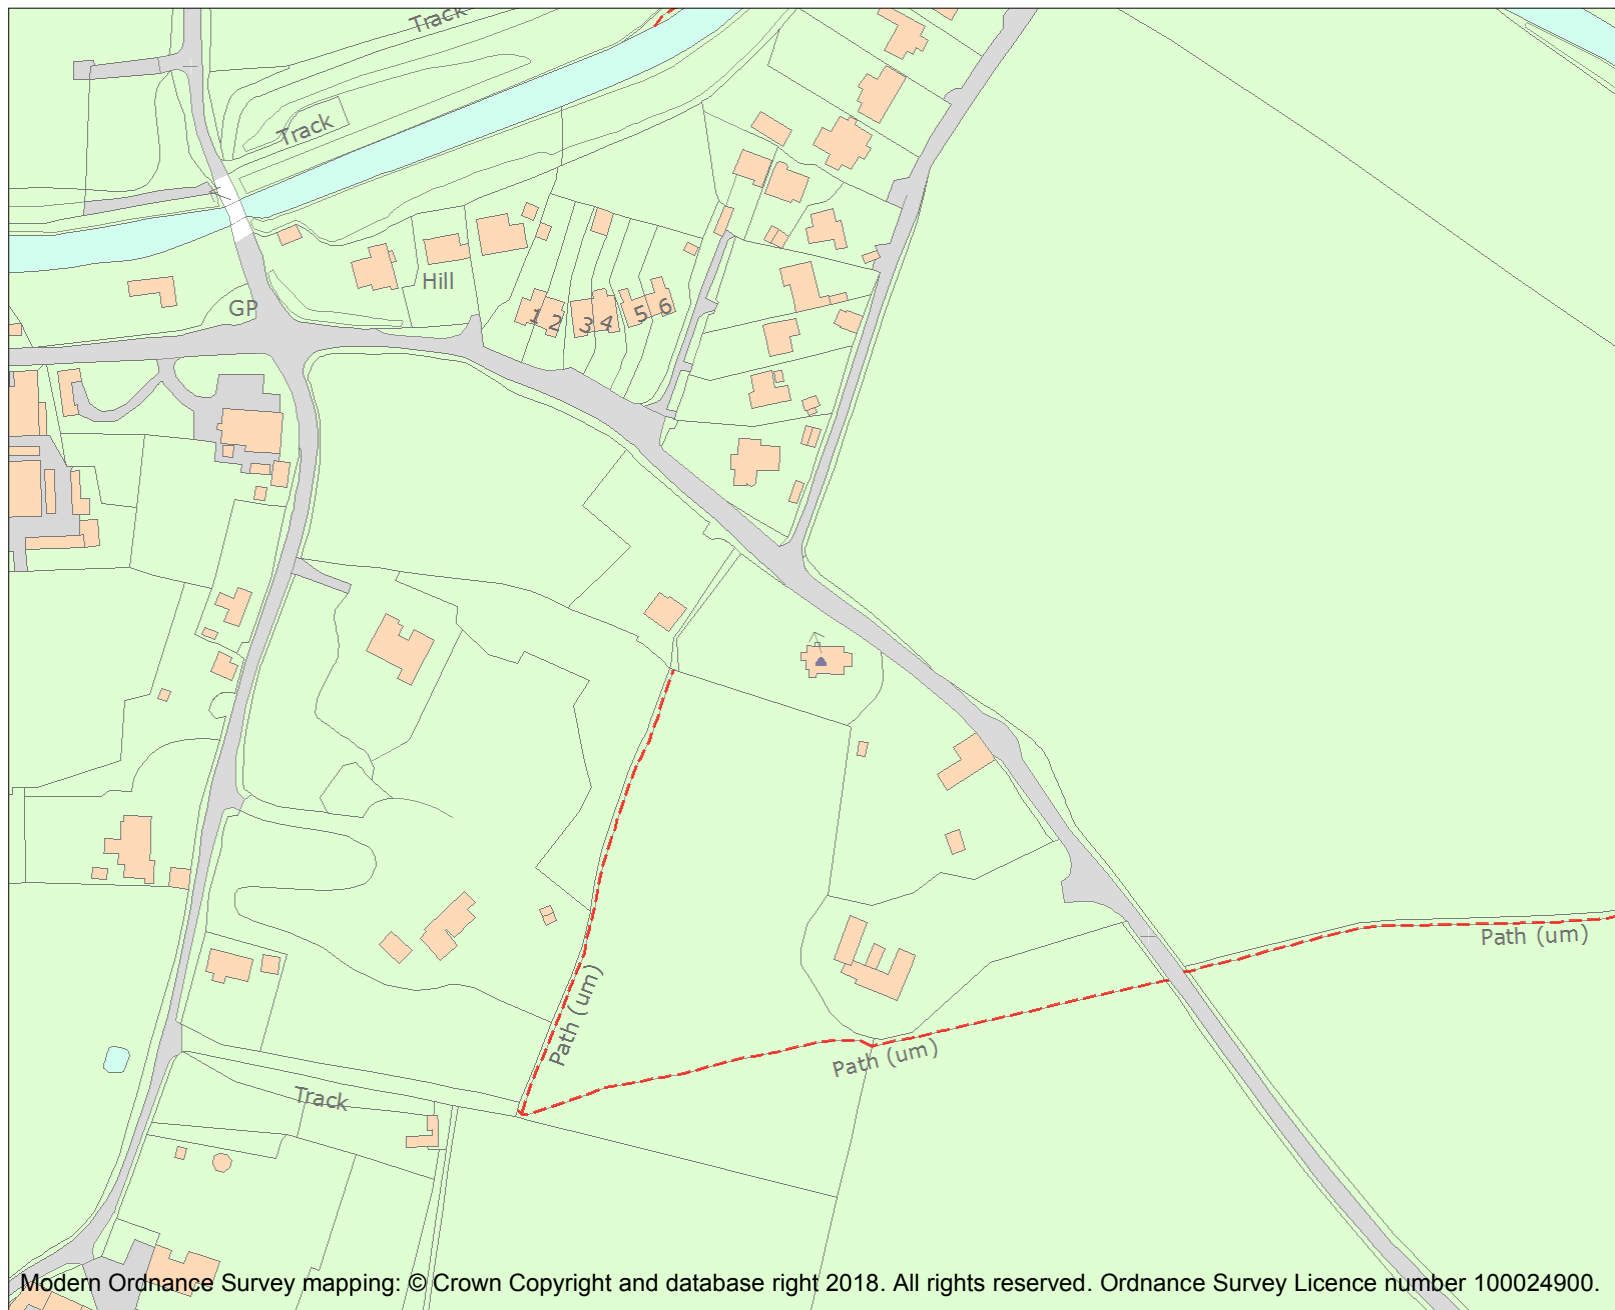 Track
Track
Hill
GP
1
2
3
4
5
6
Path (um)
Path (um)
Path (um)
Track
Modern Ordnance Survey mapping: © Crown Copyright and database right 2018. All rights reserved. Ordnance Survey Licence number 100024900.